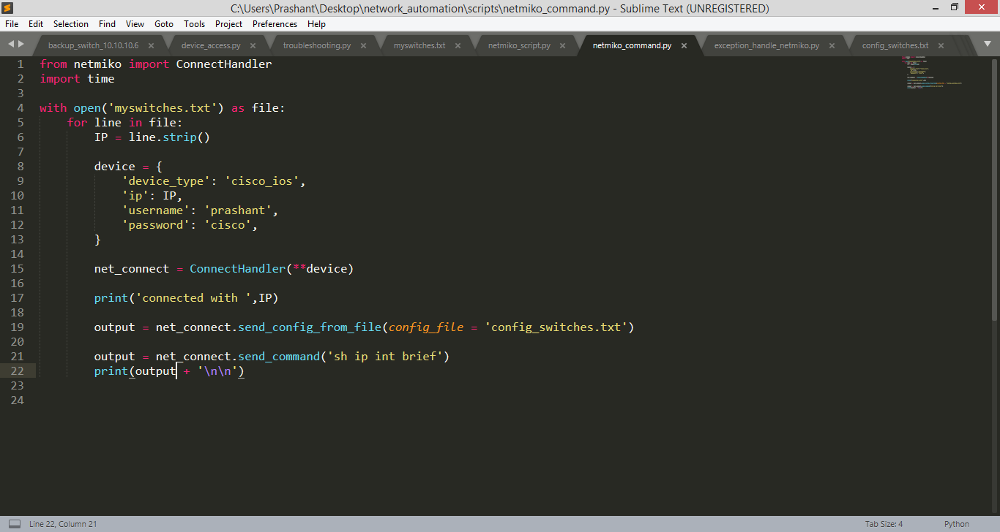 C:\Users\Prashant\Desktop\network_automation\scripts\netmiko_command.py - Sublime Text (UNREGISTERED)
File Edit Selection Find View Goto Tools Project Preferences Help
backup_switch_10.10.10.6 device_access.py troubleshooting.py myswitches.txt netmiko_script.py netmiko_command.py exception_handle_netmiko.py config_switches.txt
1 from netmiko import ConnectHandler
2 import time
3
4 with open('myswitches.txt') as file:
5     for line in file:
6         IP = line.strip()
7
8         device = {
9             'device_type': 'cisco_ios',
10             'ip': IP,
11             'username': 'prashant',
12             'password': 'cisco',
13         }
14
15         net_connect = ConnectHandler(**device)
16
17         print('connected with ',IP)
18
19         output = net_connect.send_config_from_file(config_file = 'config_switches.txt')
20
21         output = net_connect.send_command('sh ip int brief')
22         print(output + '\n\n')
23
24
Line 22, Column 21 Tab Size: 4 Python